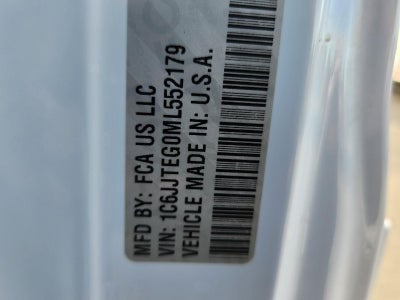 MFD BY: FCA US LLC
VIN: 1C6JJTEG0ML552179
VEHICLE MADE IN: U.S.A.